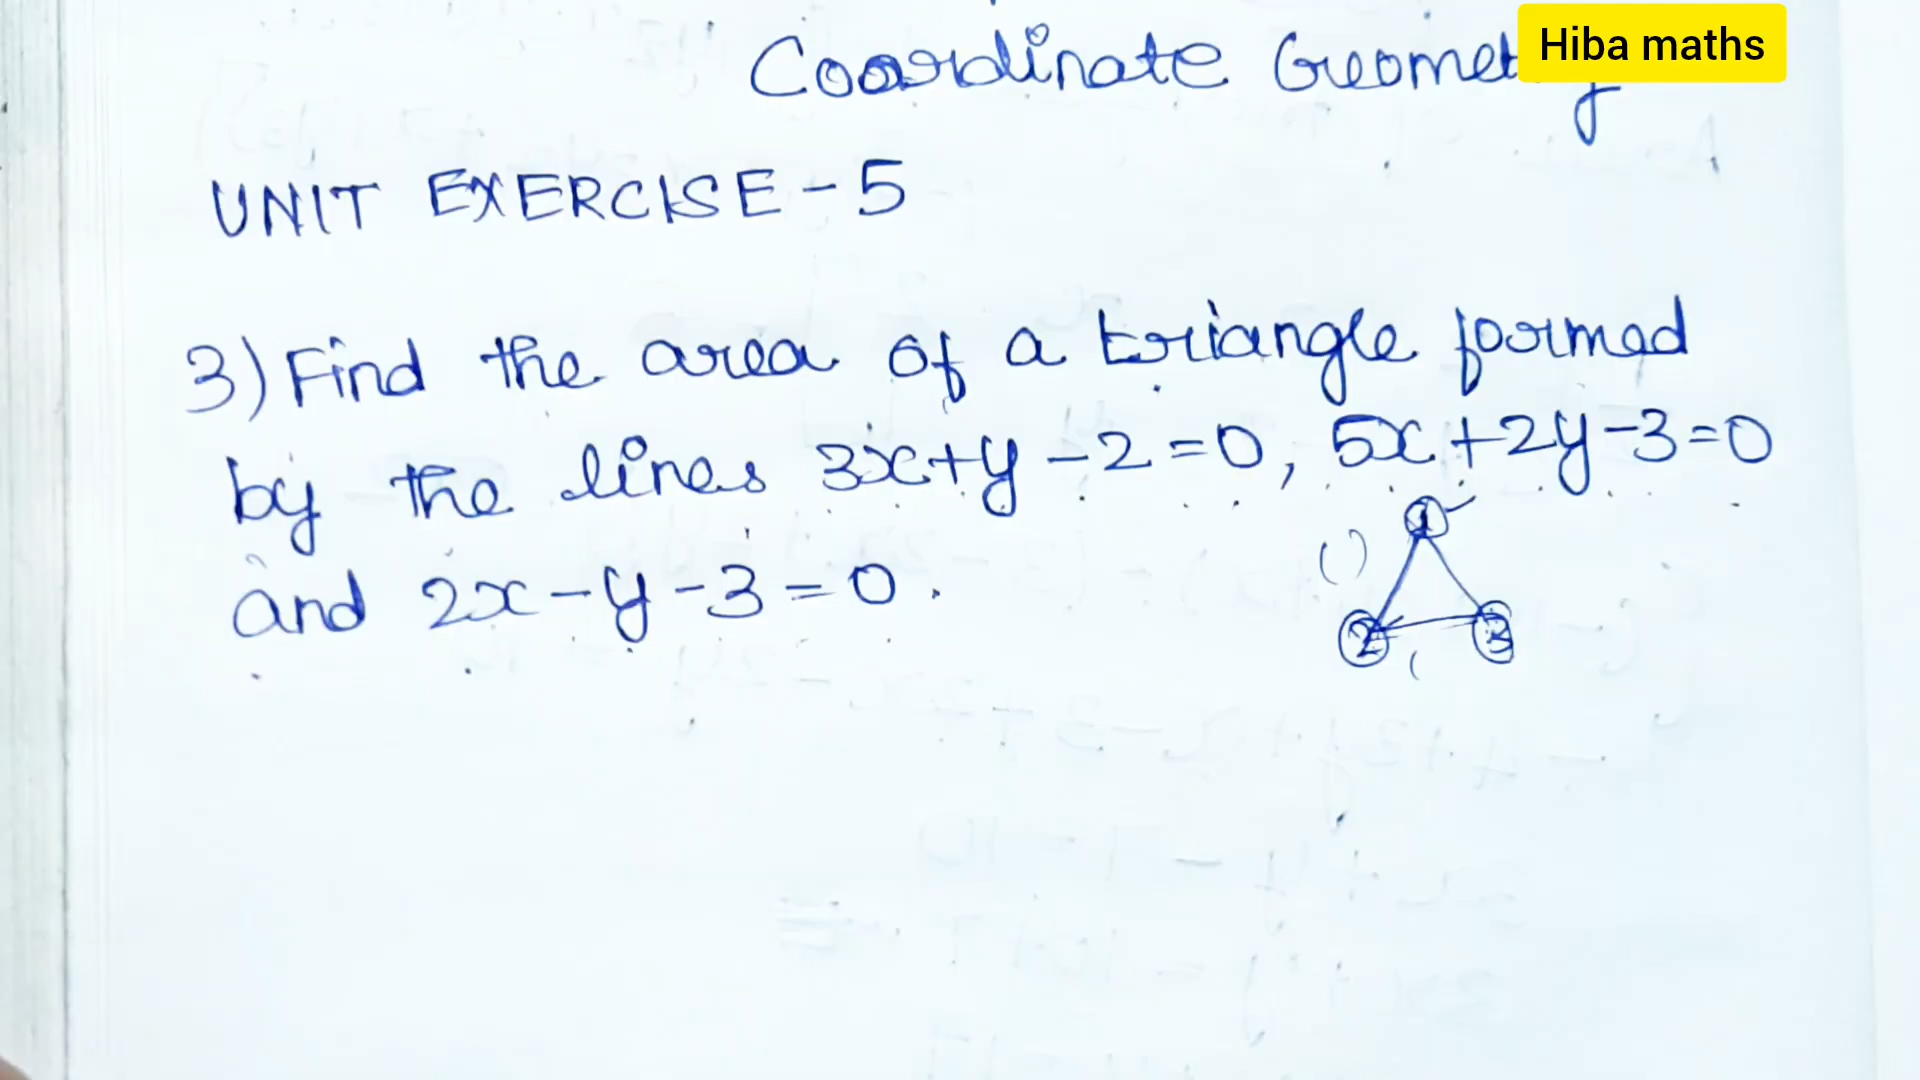 Coordinate Geomet y
Hiba maths
UNIT EXERCISE - 5
3) Find the area of a triangle formed
by the lines 3x+y-2=0, 5x+2y-3=0
and 2x-y-3=0.
1
( )
2 ( 3